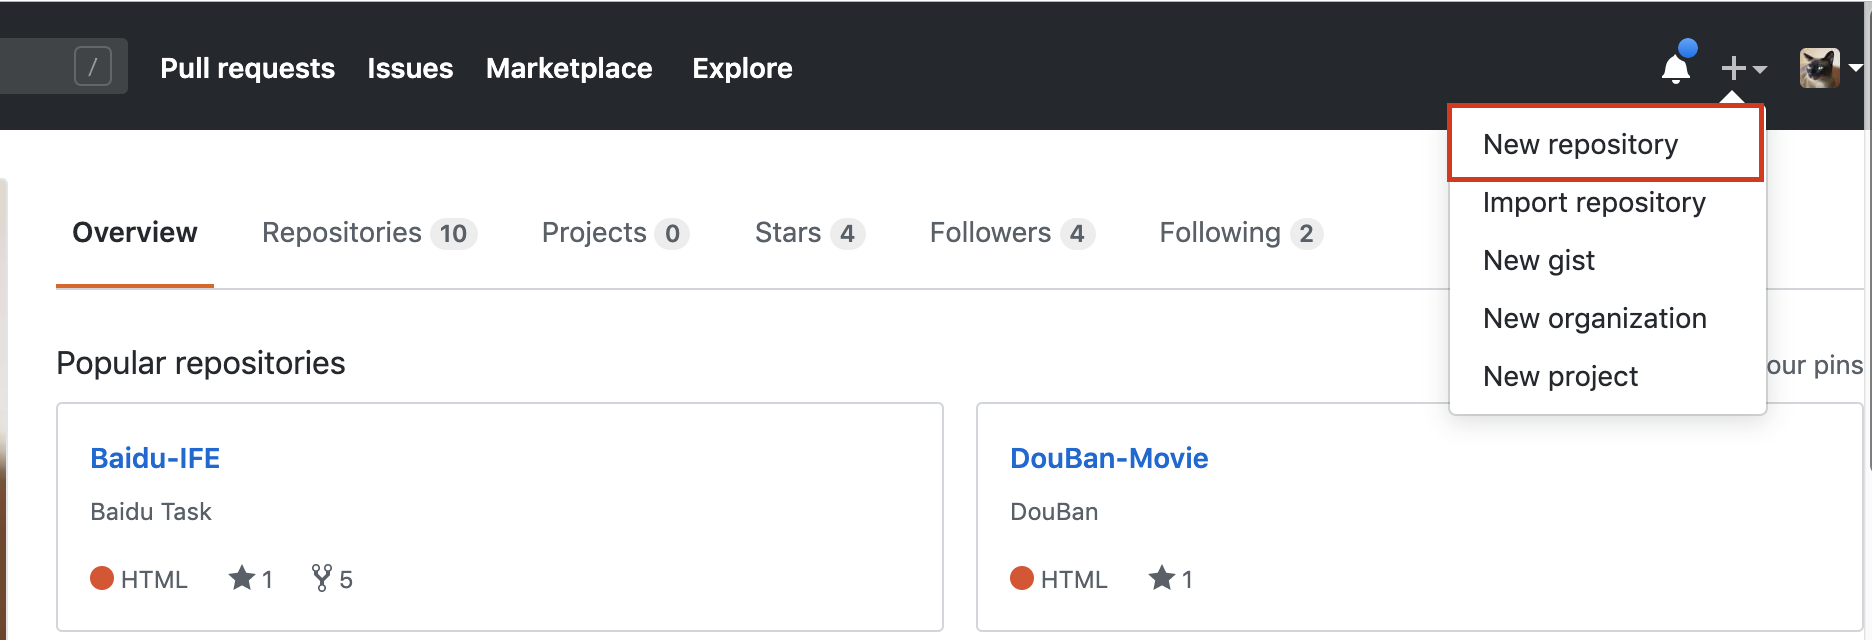 / Pull requests Issues Marketplace Explore
New repository
Import repository
New gist
New organization
New project
Overview Repositories 10 Projects 0 Stars 4 Followers 4 Following 2
Popular repositories
our pins
Baidu-IFE
Baidu Task
HTML 1 5
DouBan-Movie
DouBan
HTML 1